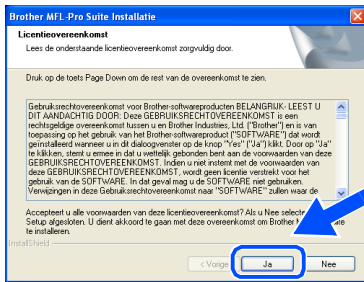 Brother MFL-Pro Suite Installatie
Licentieovereenkomst
Lees de onderstaande licentieovereenkomst zorgvuldig door.
Druk op de toets Page Down om de rest van de overeenkomst te zien.
Gebruiksrechtovereenkomst voor Brother-softwareproducten BELANGRIJK- LEEST U
DIT AANDACHTIG DOOR: Deze GEBRUIKSRECHTOVEREENKOMST is een
rechtsgeldige overeenkomst tussen u en Brother Industries, Ltd. ("Brother") en is van
toepassing op het gebruik van het Brother-softwareproduct ("SOFTWARE") dat wordt
geïnstalleerd wanneer u in dit dialoogvenster op de knop "Yes" ("Ja") klikt. Door op "Ja"
te klikken, stemt u ermee in dat u wettelijk gebonden bent aan de voorwaarden van deze
GEBRUIKSRECHTOVEREENKOMST. Indien u niet instemt met de voorwaarden van deze
GEBRUIKSRECHTOVEREENKOMST, wordt geen licentie verstrekt voor het
gebruik van de SOFTWARE. In dat geval mag u de SOFTWARE niet gebruiken.
Verwijzingen in deze Gebruiksrechtovereenkomst naar "SOFTWARE" zullen waar de
Accepteert u alle voorwaarden van deze licentieovereenkomst? Als u Nee select
Setup afgesloten. U dient akkoord te gaan met deze overeenkomst om Brother M
te installeren.
InstallShield
< Vorige
Ja
Nee